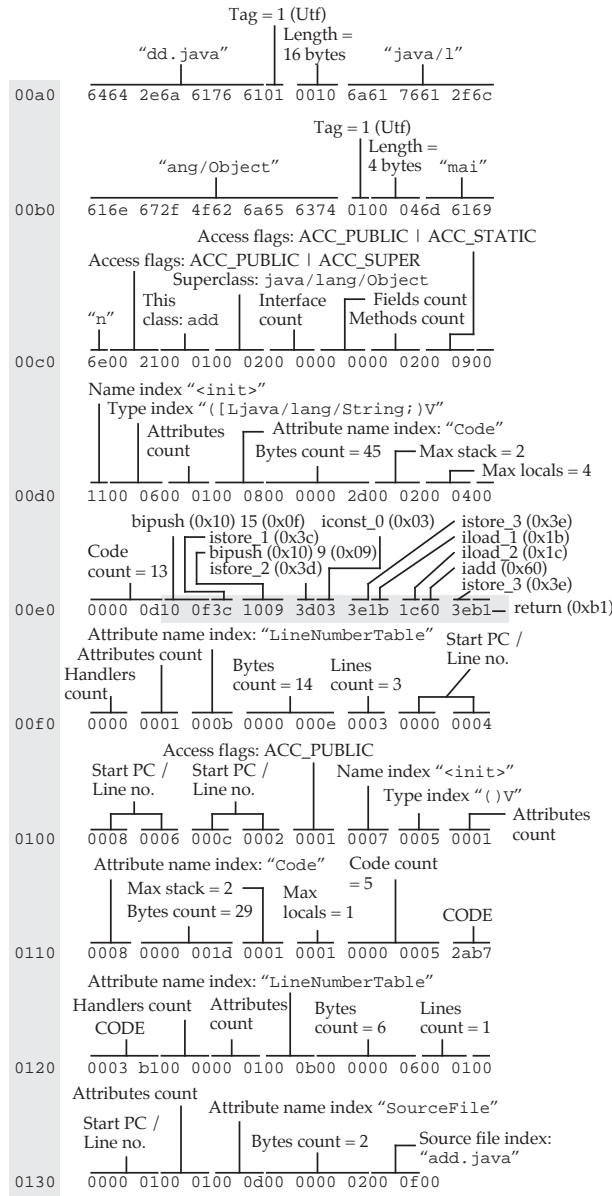 Tag = 1 (Utf)
Length =
16 bytes
“dd.java”
“java/l”
00a0 6464 2e6a 6176 6101 0010 6a61 7661 2f6c
Tag = 1 (Utf)
Length =
4 bytes
“ang/Object”
“mai”
00b0 616e 672f 4f62 6a65 6374 0100 046d 6169
Access flags: ACC_PUBLIC | ACC_STATIC
Access flags: ACC_PUBLIC | ACC_SUPER
Superclass: java/lang/Object
This
class: add
Interface
count
Fields count
Methods count
“n”
00c0 6e00 2100 0100 0200 0000 0000 0200 0900
Name index “<init>”
Type index “([Ljava/lang/String;)V”
Attributes
count
Attribute name index: “Code”
Bytes count = 45
Max stack = 2
Max locals = 4
00d0 1100 0600 0100 0800 0000 2d00 0200 0400
bipush (0x10) 15 (0x0f)
iconst_0 (0x03)
istore_3 (0x3e)
istore_1 (0x3c)
iload_1 (0x1b)
bipush (0x10) 9 (0x09)
iload_2 (0x1c)
Code
count = 13
istore_2 (0x3d)
iadd (0x60)
istore_3 (0x3e)
00e0 0000 0d10 0f3c 1009 3d03 3e1b 1c60 3eb1 return (0xb1)
Attribute name index: “LineNumberTable”
Attributes count
Handlers
count
Bytes
count = 14
Lines
count = 3
Start PC /
Line no.
00f0 0000 0001 000b 0000 000e 0003 0000 0004
Access flags: ACC_PUBLIC
Start PC /
Line no.
Start PC /
Line no.
Name index “<init>”
Type index “()V”
Attributes
count
0100 0008 0006 000c 0002 0001 0007 0005 0001
Attribute name index: “Code”
Code count
= 5
Max stack = 2
Bytes count = 29
Max
locals = 1
CODE
0110 0008 0000 001d 0001 0001 0000 0005 2ab7
Attribute name index: “LineNumberTable”
Handlers count
CODE
Attributes
count
Bytes
count = 6
Lines
count = 1
0120 0003 b100 0000 0100 0b00 0000 0600 0100
Attributes count
Attribute name index “SourceFile”
Start PC /
Line no.
Bytes count = 2
Source file index:
“add.java”
0130 0000 0100 0100 0d00 0000 0200 0f00